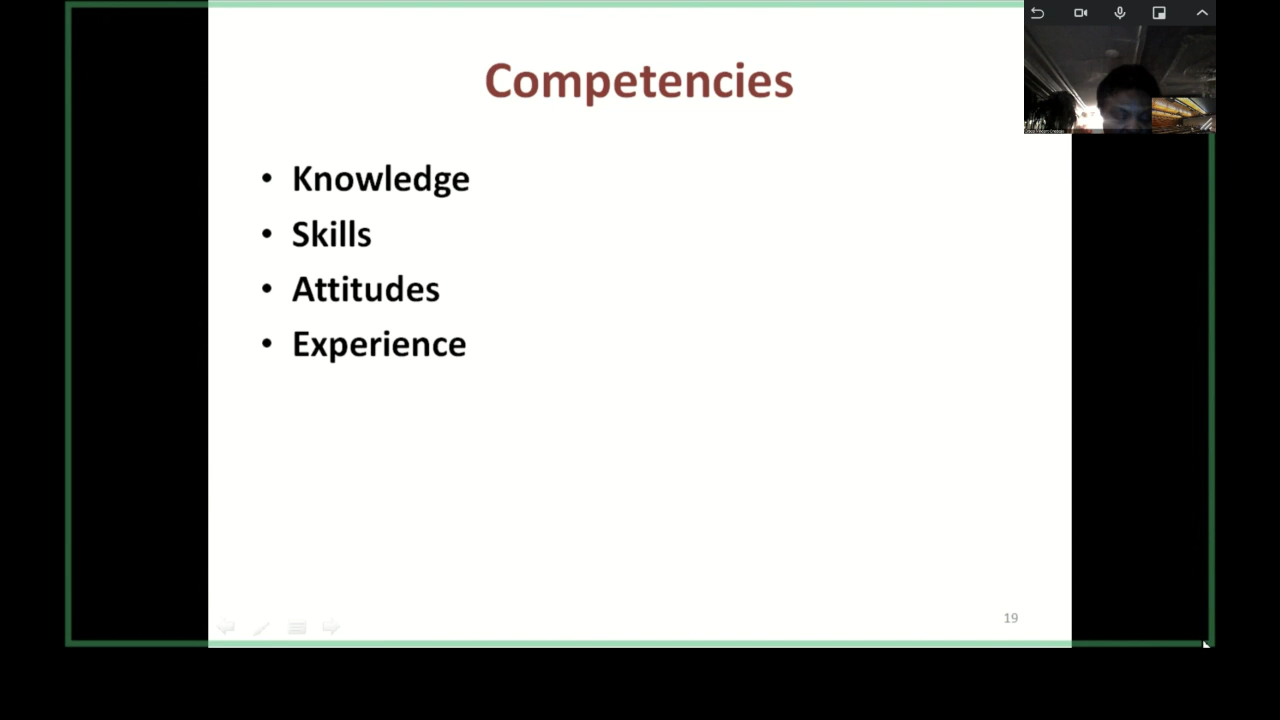 Competencies
• Knowledge
• Skills
• Attitudes
• Experience
19